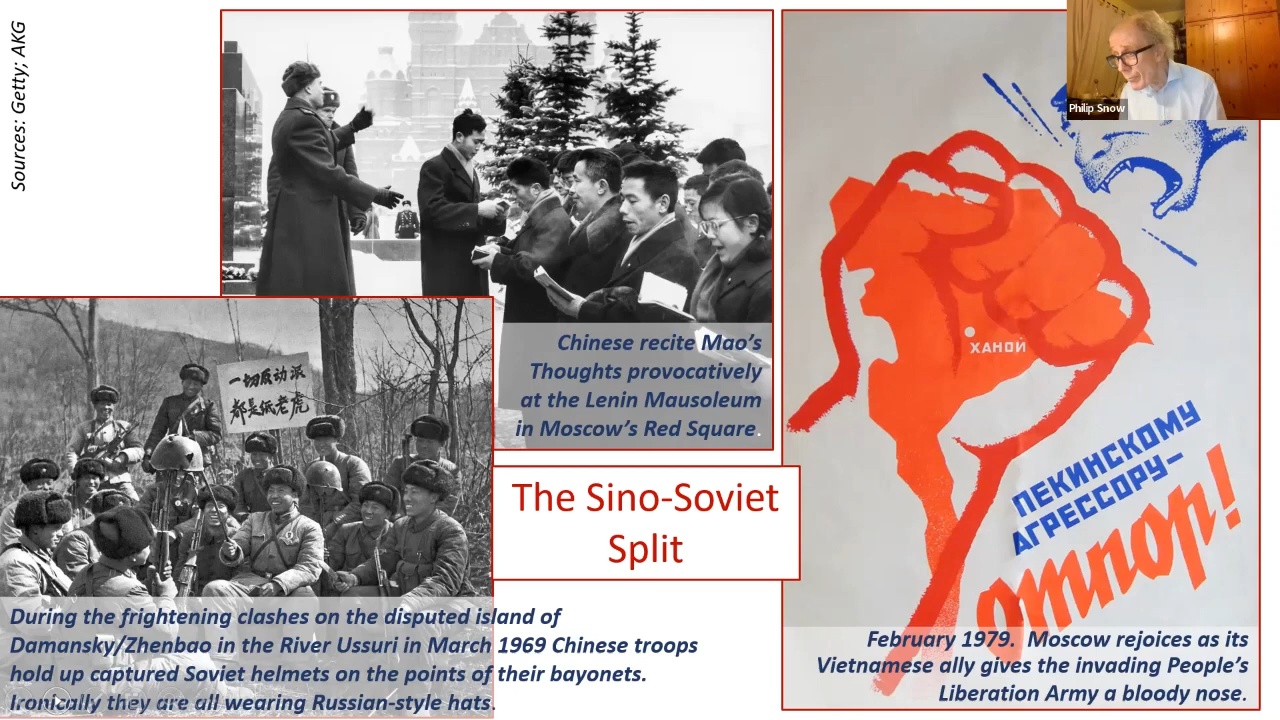 Sources: Getty; AKG
Philip Snow
Chinese recite Mao's
Thoughts provocatively
at the Lenin Mausoleum
in Moscow's Red Square.
一切反动派
都是纸老虎
The Sino-Soviet
Split
During the frightening clashes on the disputed island of
Damansky/Zhenbao in the River Ussuri in March 1969 Chinese troops
hold up captured Soviet helmets on the points of their bayonets.
Ironically they are all wearing Russian-style hats.
ХАНОЙ
ПЕКИНСКОМУ
АГРЕССОРУ–
отпор!
February 1979. Moscow rejoices as its
Vietnamese ally gives the invading People's
Liberation Army a bloody nose.